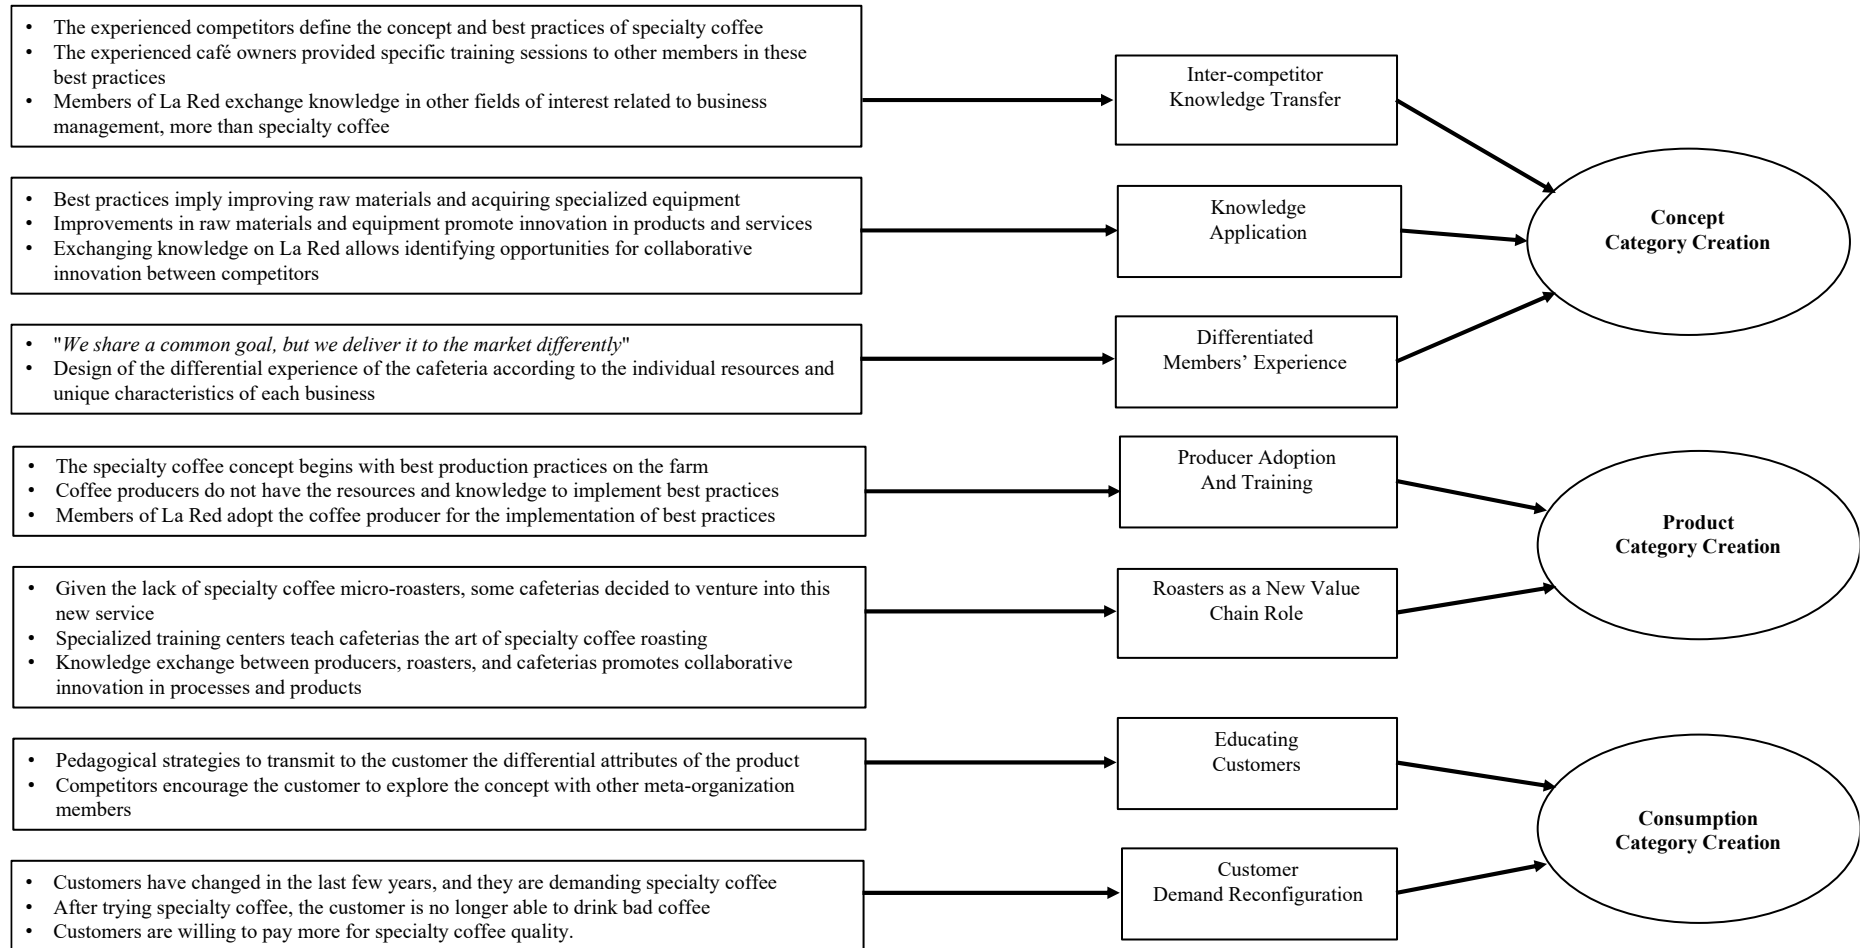 • The experienced competitors define the concept and best practices of specialty coffee
• The experienced café owners provided specific training sessions to other members in these
best practices
• Members of La Red exchange knowledge in other fields of interest related to business
management, more than specialty coffee
Inter-competitor
Knowledge Transfer
• Best practices imply improving raw materials and acquiring specialized equipment
• Improvements in raw materials and equipment promote innovation in products and services
• Exchanging knowledge on La Red allows identifying opportunities for collaborative
innovation between competitors
Knowledge
Application
• "We share a common goal, but we deliver it to the market differently"
• Design of the differential experience of the cafeteria according to the individual resources and
unique characteristics of each business
Differentiated
Members’ Experience
Concept
Category Creation
• The specialty coffee concept begins with best production practices on the farm
• Coffee producers do not have the resources and knowledge to implement best practices
• Members of La Red adopt the coffee producer for the implementation of best practices
Producer Adoption
And Training
• Given the lack of specialty coffee micro-roasters, some cafeterias decided to venture into this
new service
• Specialized training centers teach cafeterias the art of specialty coffee roasting
• Knowledge exchange between producers, roasters, and cafeterias promotes collaborative
innovation in processes and products
Roasters as a New Value
Chain Role
Product
Category Creation
• Pedagogical strategies to transmit to the customer the differential attributes of the product
• Competitors encourage the customer to explore the concept with other meta-organization
members
Educating
Customers
• Customers have changed in the last few years, and they are demanding specialty coffee
• After trying specialty coffee, the customer is no longer able to drink bad coffee
• Customers are willing to pay more for specialty coffee quality.
Customer
Demand Reconfiguration
Consumption
Category Creation